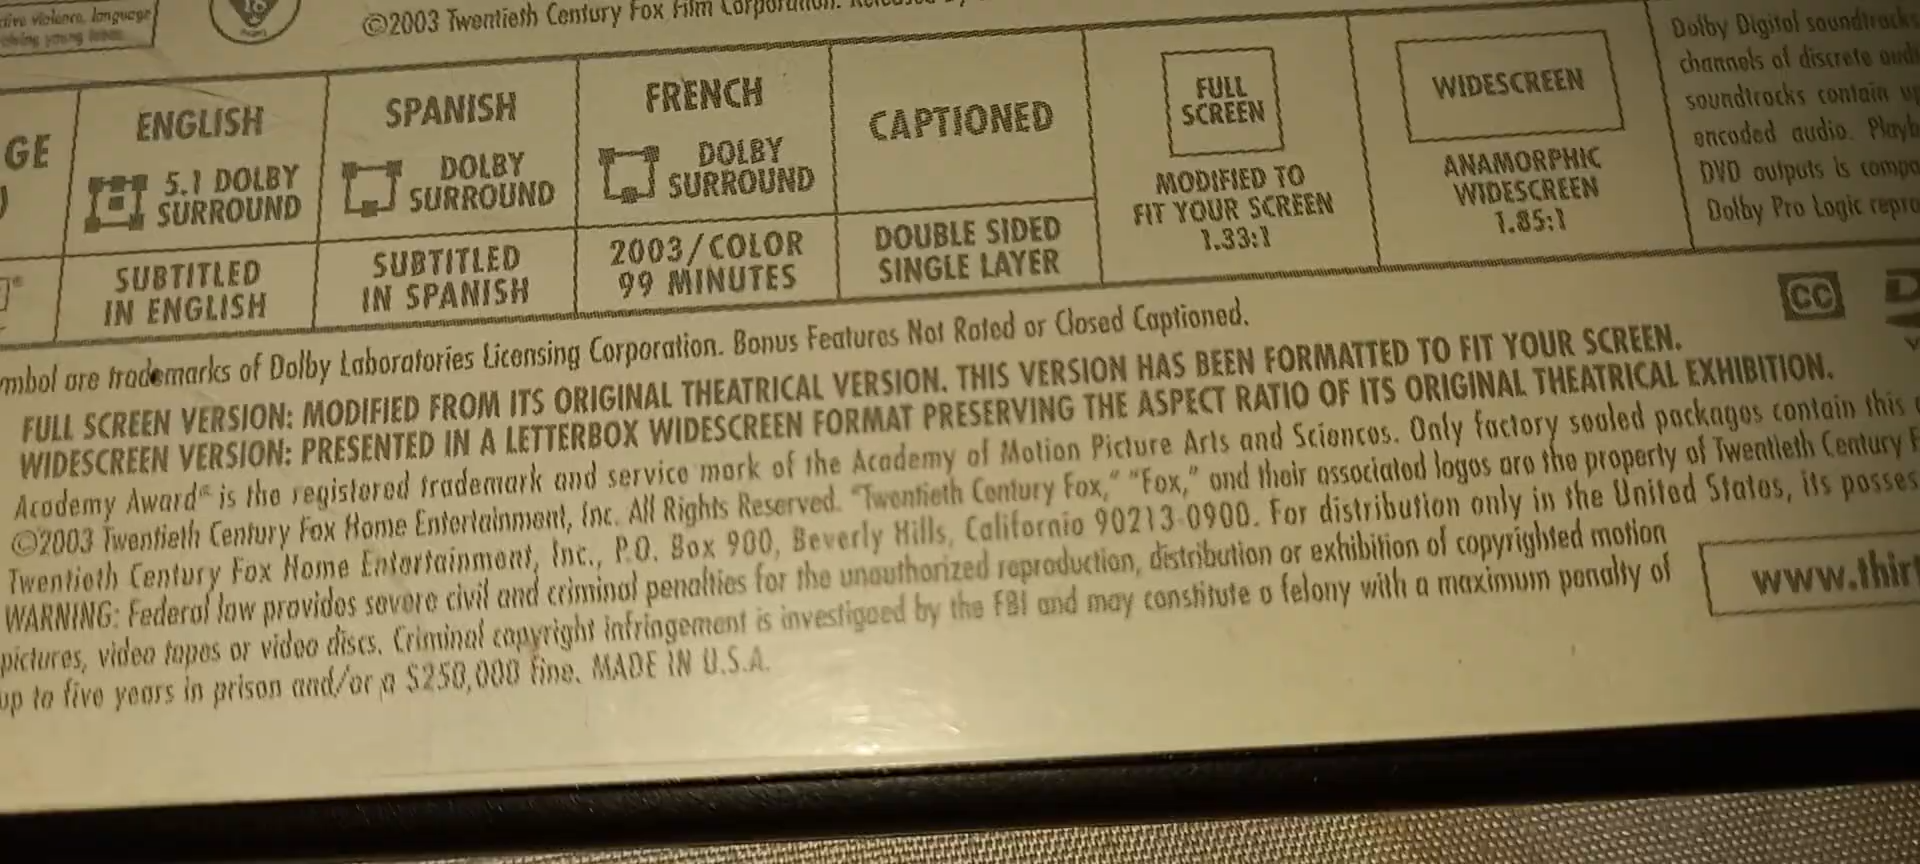 ©2003 Twentieth Century Fox Film Corporation.
GE
ENGLISH
5.1 DOLBY
SURROUND
SUBTITLED
IN ENGLISH
SPANISH
DOLBY
SURROUND
SUBTITLED
IN SPANISH
FRENCH
DOLBY
SURROUND
2003/COLOR
99 MINUTES
CAPTIONED
DOUBLE SIDED
SINGLE LAYER
FULL
SCREEN
MODIFIED TO
FIT YOUR SCREEN
1.33:1
WIDESCREEN
ANAMORPHIC
WIDESCREEN
1.85:1
Dolby Digital soundtracks
channels of discrete
soundtracks contain
encoded audio.
DVD outputs is
Dolby Pro Logic
CC
mbol are trademarks of Dolby Laboratories Licensing Corporation. Bonus Features Not Rated or Closed Captioned.
FULL SCREEN VERSION: MODIFIED FROM ITS ORIGINAL THEATRICAL VERSION. THIS VERSION HAS BEEN FORMATTED TO FIT YOUR SCREEN.
WIDESCREEN VERSION: PRESENTED IN A LETTERBOX WIDESCREEN FORMAT PRESERVING THE ASPECT RATIO OF ITS ORIGINAL THEATRICAL EXHIBITION.
Academy Award® is the registered trademark and service mark of the Academy of Motion Picture Arts and Sciences. Only factory sealed packages contain this
©2003 Twentieth Century Fox Home Entertainment, Inc. All Rights Reserved. "Twentieth Century Fox," "Fox," and their associated logos are the property of Twentieth Century F
Twentieth Century Fox Home Entertainment, Inc., P.O. Box 900, Beverly Hills, California 90213-0900. For distribution only in the United States, its posses
WARNING: Federal law provides severe civil and criminal penalties for the unauthorized reproduction, distribution or exhibition of copyrighted motion
pictures, video tapes or video discs. Criminal copyright infringement is investigaed by the FBI and may constitute a felony with a maximum penalty of
up to five years in prison and/or a $250,000 fine. MADE IN U.S.A.
www.thirt